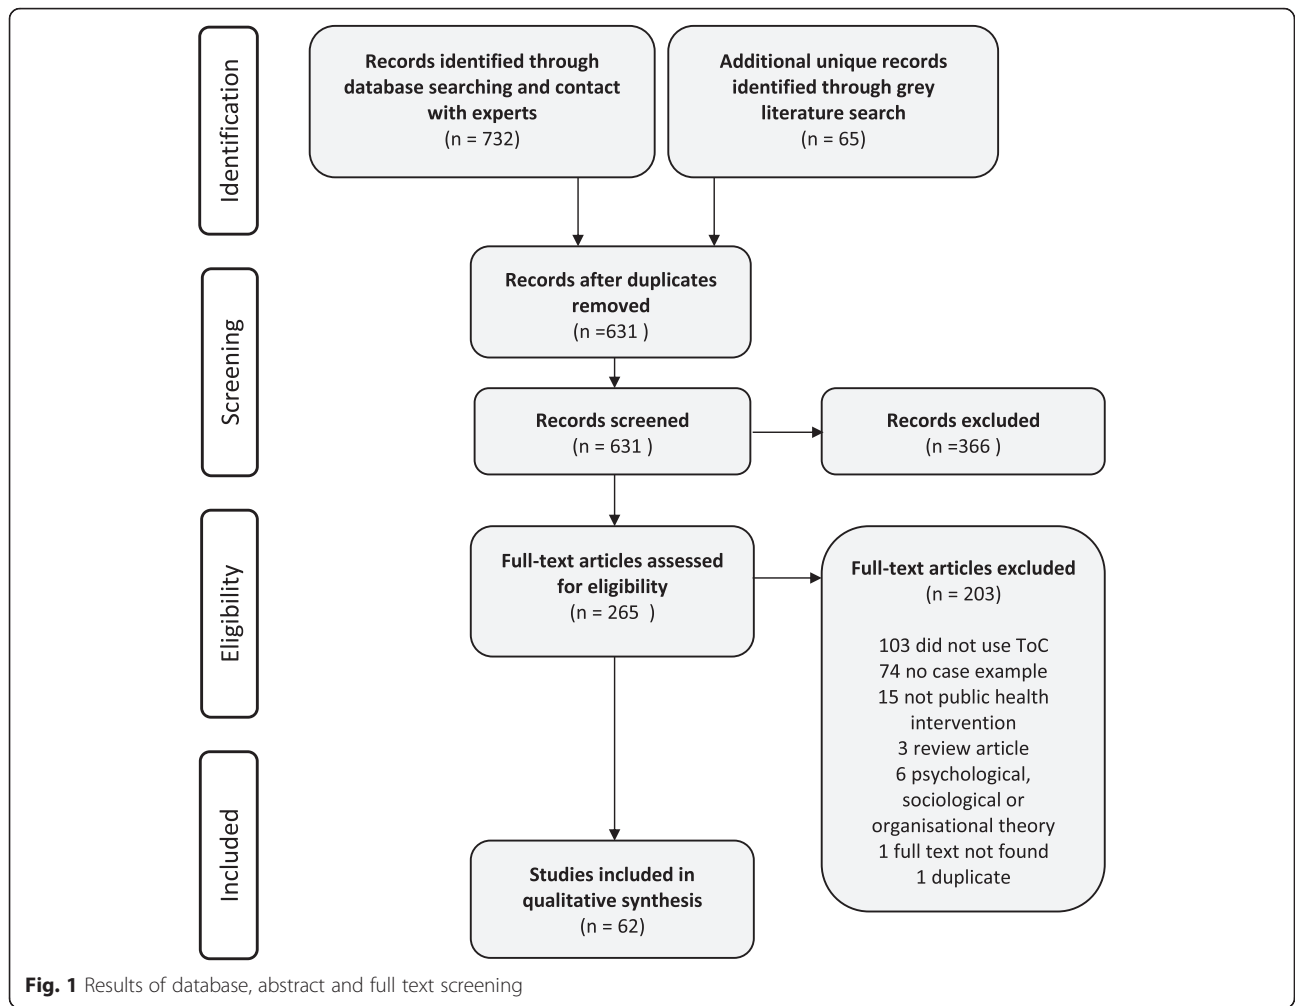 Identification
Records identified through
database searching and contact
with experts
(n = 732)
Additional unique records
identified through grey
literature search
(n = 65)
Screening
Records after duplicates
removed
(n =631 )
Records screened
(n = 631 )
Records excluded
(n =366 )
Eligibility
Full-text articles assessed
for eligibility
(n = 265  )
Full-text articles excluded
(n = 203)
103 did not use ToC
74 no case example
15 not public health
intervention
3 review article
6 psychological,
sociological or
organisational theory
1 full text not found
1 duplicate
Included
Studies included in
qualitative synthesis
(n = 62)
Fig. 1 Results of database, abstract and full text screening